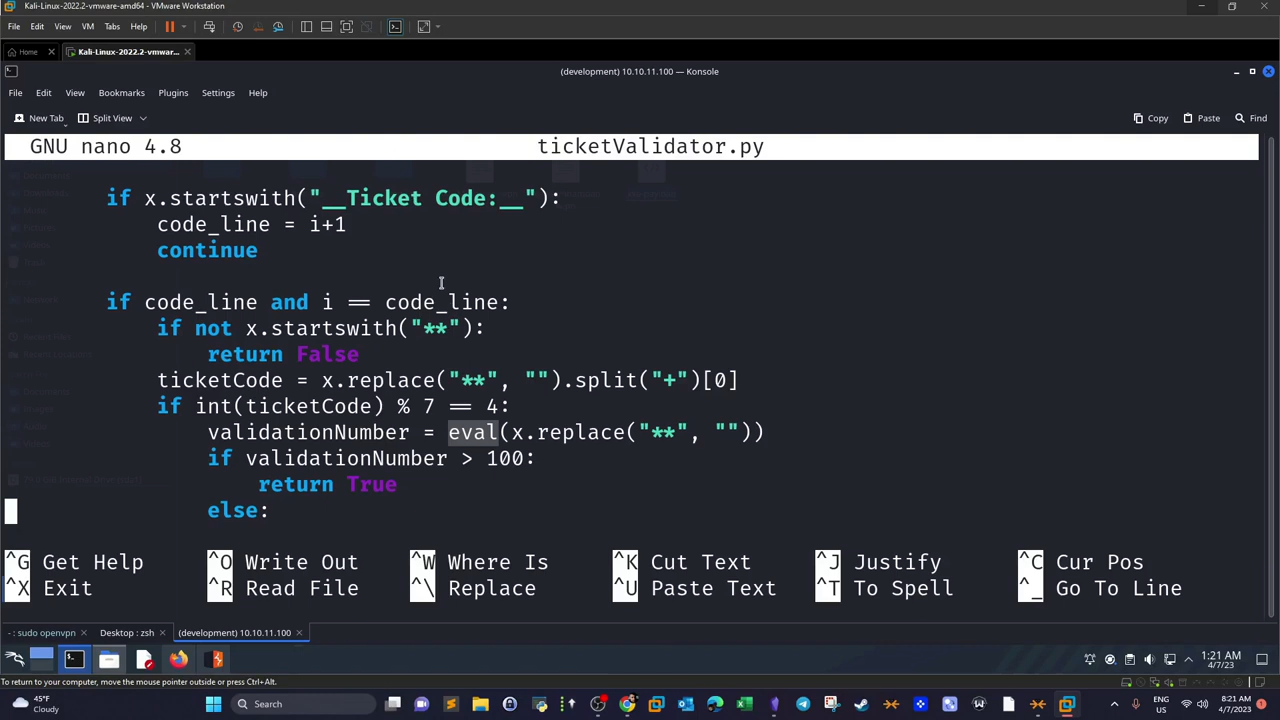 Kali-Linux-2022.2-vmware-amd64 - VMware Workstation
File Edit View VM Tabs Help
Home Kali-Linux-2022.2-vmwar...
(development) 10.10.11.100 — Konsole
File Edit View Bookmarks Plugins Settings Help
New Tab Split View Copy Paste Find
GNU nano 4.8 ticketValidator.py
if x.startswith("__Ticket Code:__"):
code_line = i+1
continue
if code_line and i == code_line:
if not x.startswith("**"):
return False
ticketCode = x.replace("**", "").split("+")[0]
if int(ticketCode) % 7 == 4:
validationNumber = eval(x.replace("**", ""))
if validationNumber > 100:
return True
else:
^G Get Help ^O Write Out ^W Where Is ^K Cut Text ^J Justify ^C Cur Pos
^X Exit ^R Read File ^\ Replace ^U Paste Text ^T To Spell ^_ Go To Line
- : sudo openvpn Desktop : zsh (development) 10.10.11.100
1:21 AM
4/7/23
To return to your computer, move the mouse pointer outside or press Ctrl+Alt.
45°F
Cloudy
Search
ENG
US
8:21 AM
4/7/2023